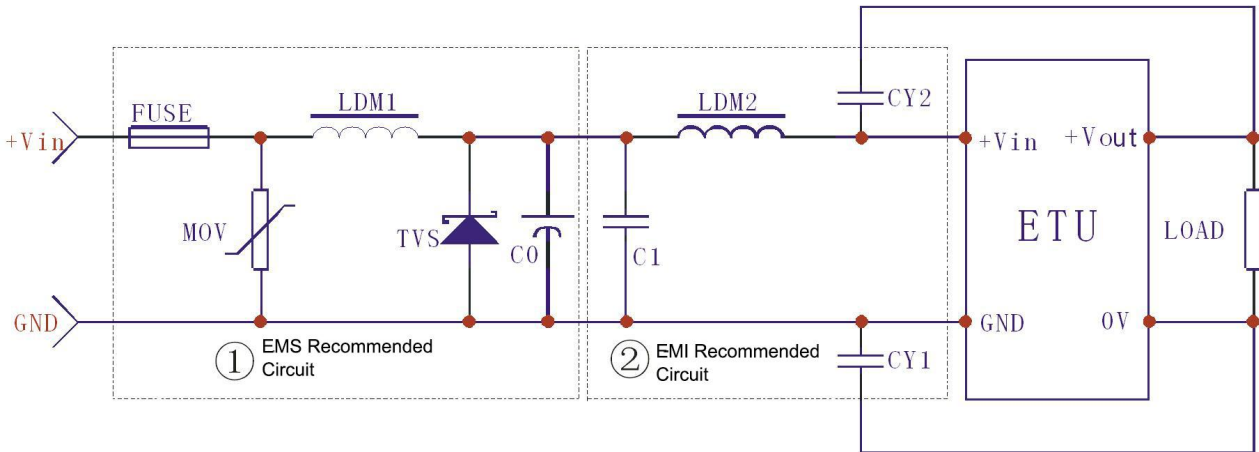 FUSE
LDM1
LDM2
CY2
+Vin
+Vin
+Vout
MOV
TVS
C0
C1
ETU
LOAD
GND
GND
0V
1 EMS Recommended
Circuit
2 EMI Recommended
Circuit
CY1